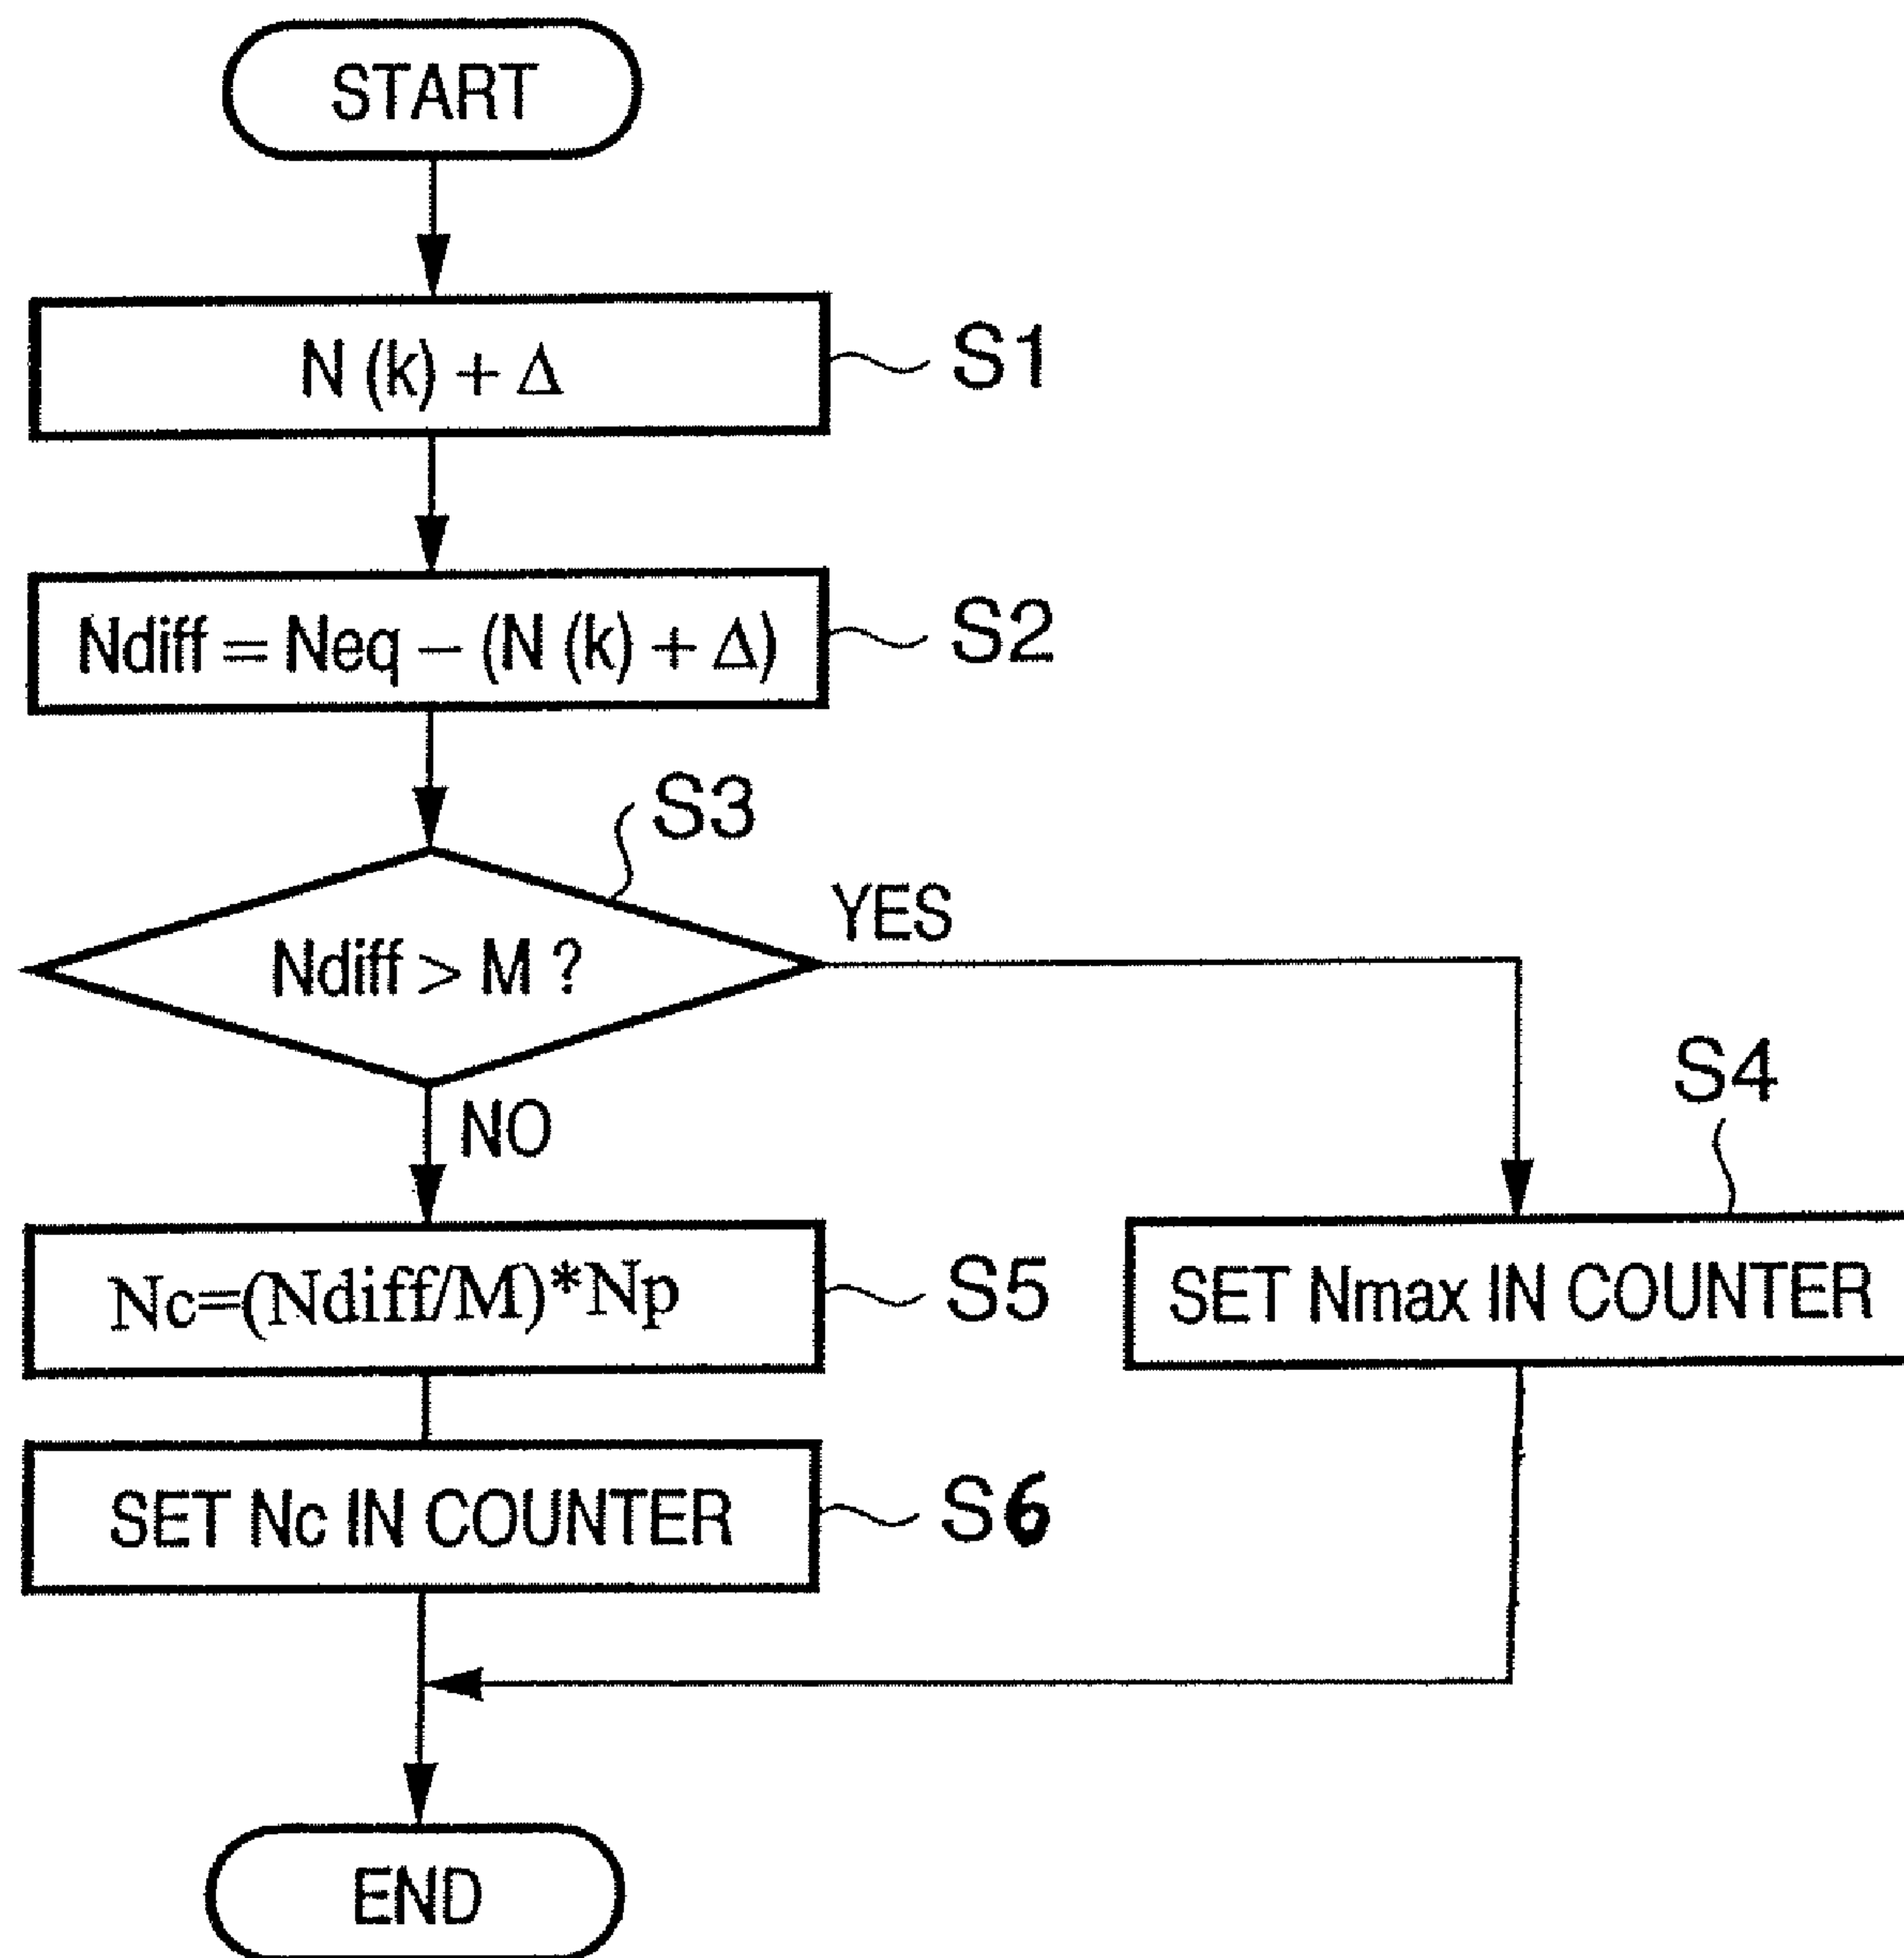 START
N (k) + Δ
S1
Ndiff = Neq – (N (k) + Δ)
S2
S3
Ndiff > M ?
YES
NO
S4
Nc=(Ndiff/M)*Np
S5
SET Nmax IN COUNTER
SET Nc IN COUNTER
S6
END